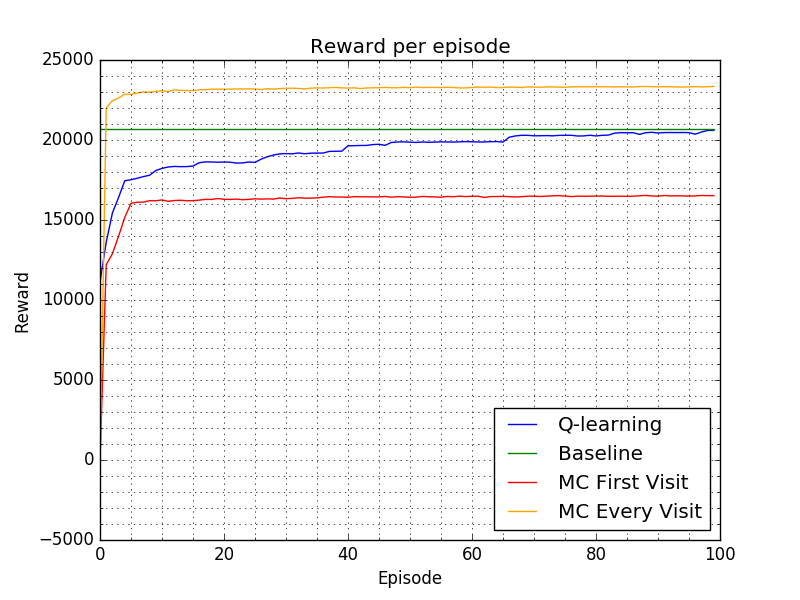 Reward per episode
25000
20000
15000
10000
5000
0
−5000
Reward
0 20 40 60 80 100
Episode
Q-learning
Baseline
MC First Visit
MC Every Visit